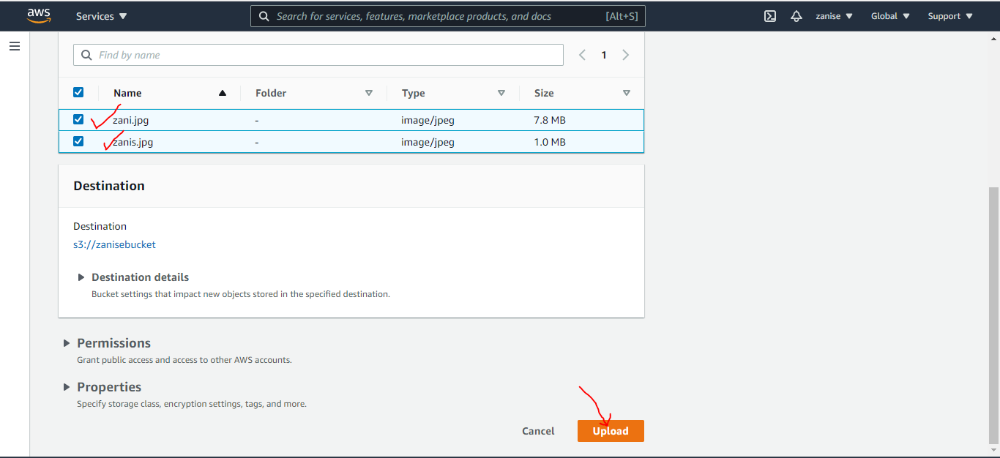 aws Services Search for services, features, marketplace products, and docs [Alt+S] zanise Global Support
Find by name 1
Name Folder Type Size
zani.jpg - image/jpeg 7.8 MB
zanis.jpg - image/jpeg 1.0 MB
Destination
Destination
s3://zanisebucket
Destination details
Bucket settings that impact new objects stored in the specified destination.
Permissions
Grant public access and access to other AWS accounts.
Properties
Specify storage class, encryption settings, tags, and more.
Cancel Upload